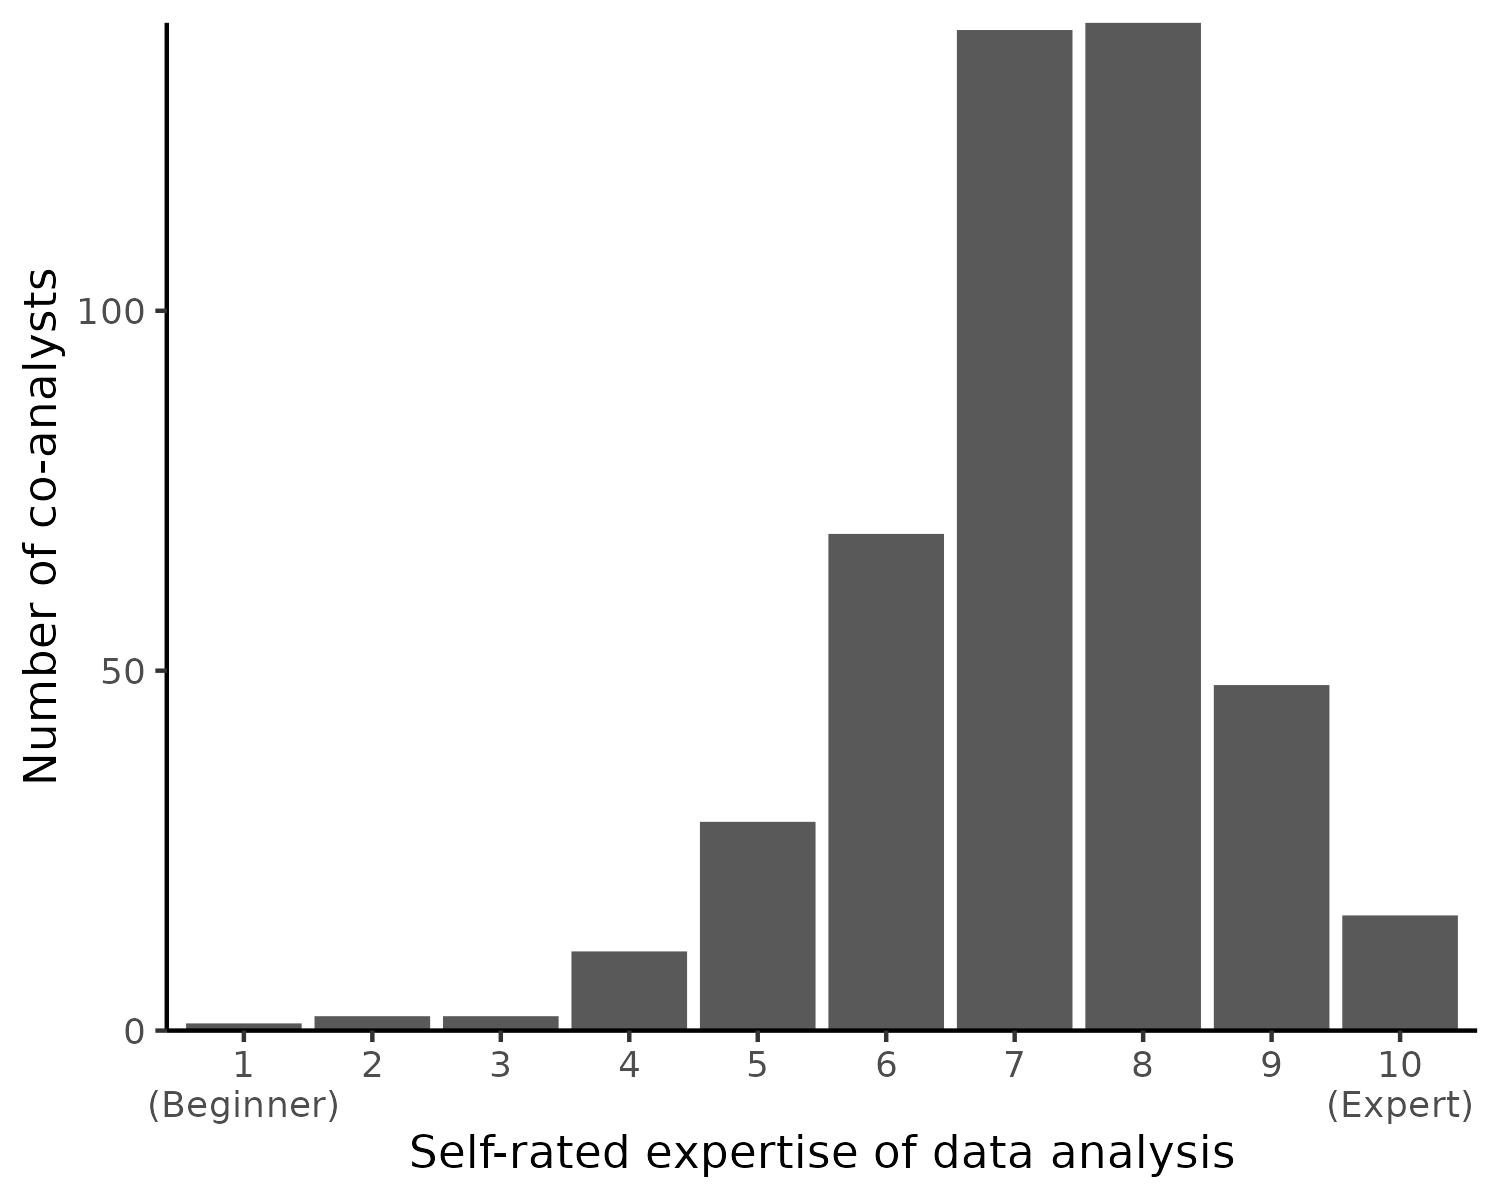 Number of co-analysts
100
50
0
1 2 3 4 5 6 7 8 9 10
(Beginner) (Expert)
Self-rated expertise of data analysis